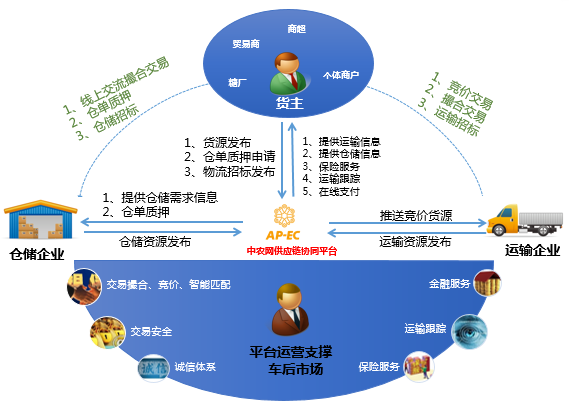 商超
贸易商
糖厂
个体商户
货主
1、线上交流撮合交易
2、仓单质押
3、仓储招标
1、竞价交易
2、撮合交易
3、运输招标
1、货源发布
2、仓单质押申请
3、物流招标发布
1、提供运输信息
2、提供仓储信息
3、保险服务
4、运输跟踪
5、在线支付
1、提供仓储需求信息
2、仓单质押
仓储资源发布
仓储企业
AP-EC
中农网供应链协同平台
推送竞价货源
运输资源发布
运输企业
交易撮合、竞价、智能匹配
交易安全
诚信
诚信体系
平台运营支撑
车后市场
金融服务
运输跟踪
保险服务